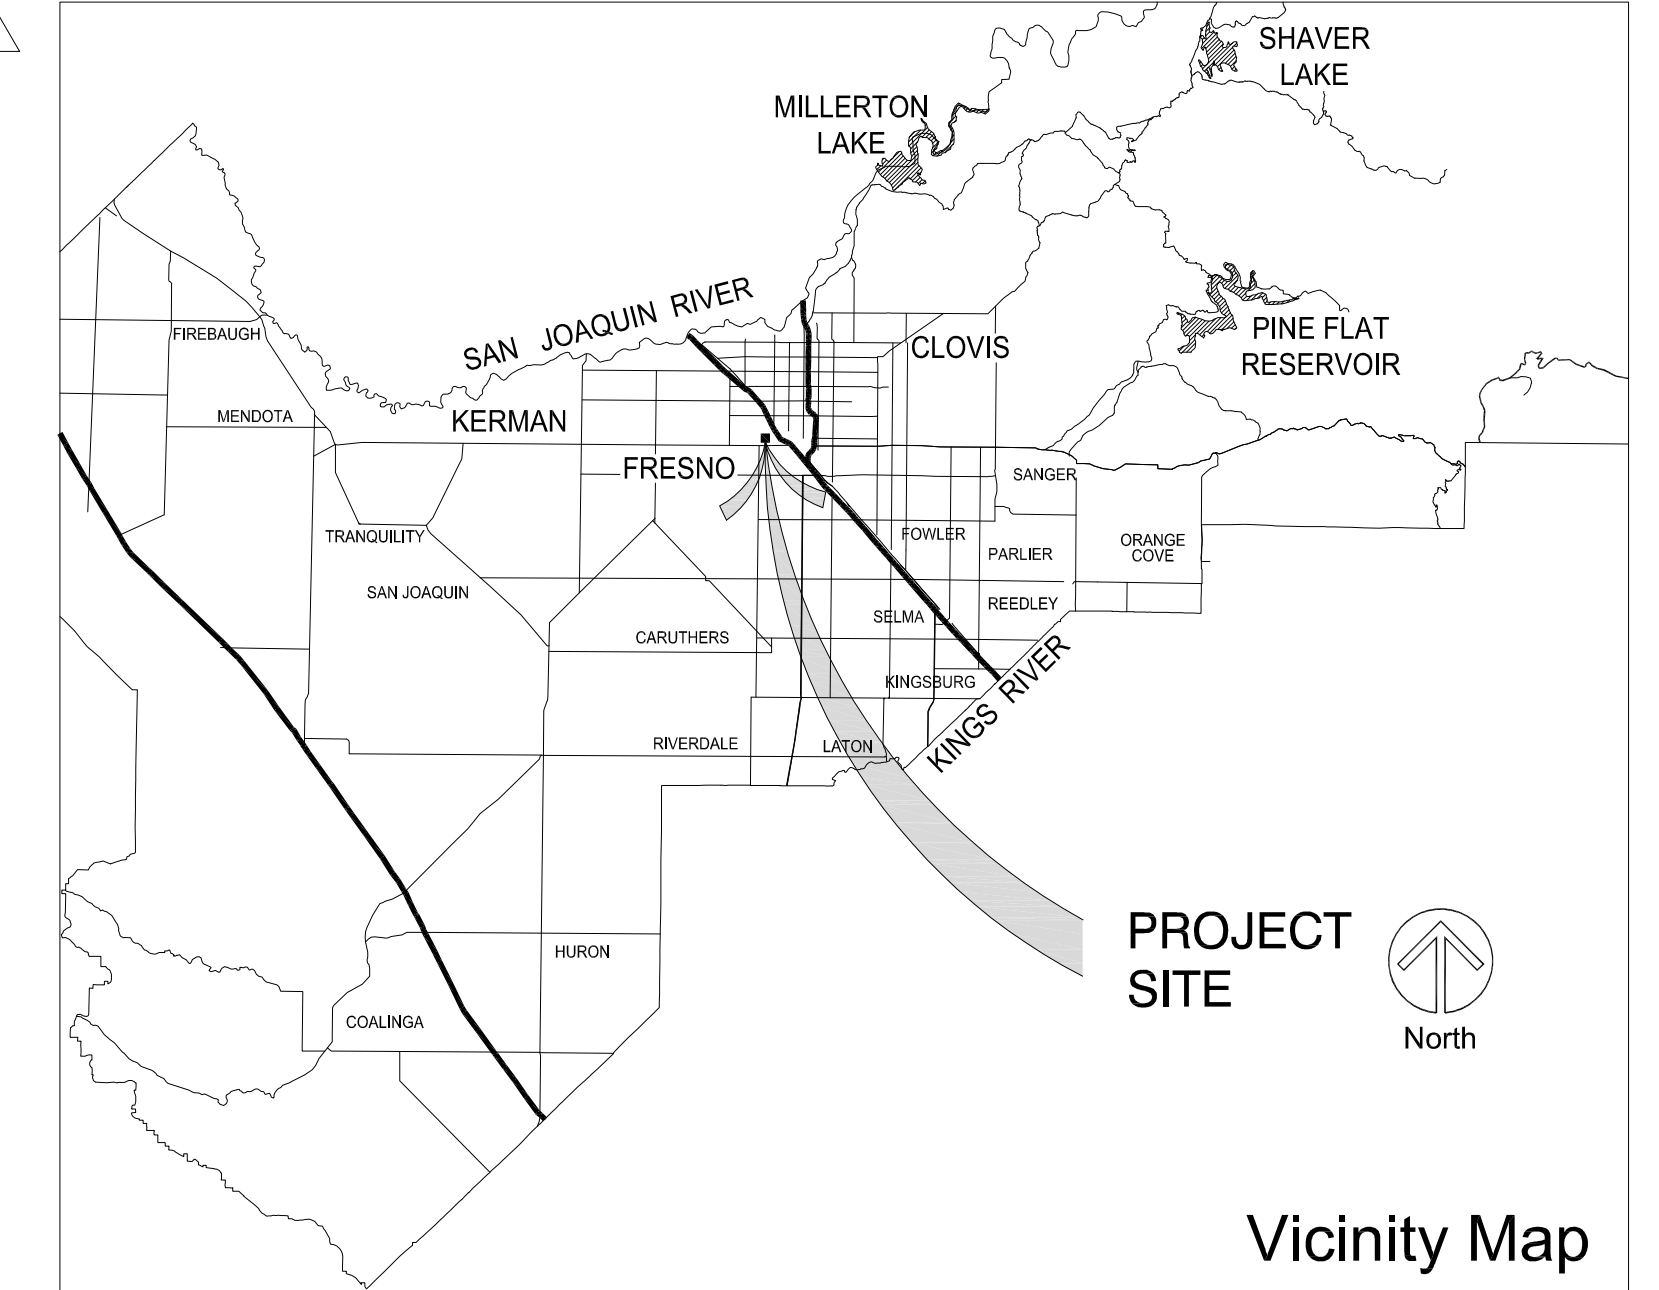 SHAVER
LAKE
MILLERTON
LAKE
SAN JOAQUIN RIVER
FIREBAUGH
PINE FLAT
RESERVOIR
CLOVIS
MENDOTA
KERMAN
FRESNO
SANGER
TRANQUILITY
FOWLER
PARLIER
ORANGE
COVE
SAN JOAQUIN
REEDLEY
SELMA
CARUTHERS
KINGSBURG
KINGS RIVER
RIVERDALE
LATON
PROJECT
SITE
HURON
COALINGA
North
Vicinity Map